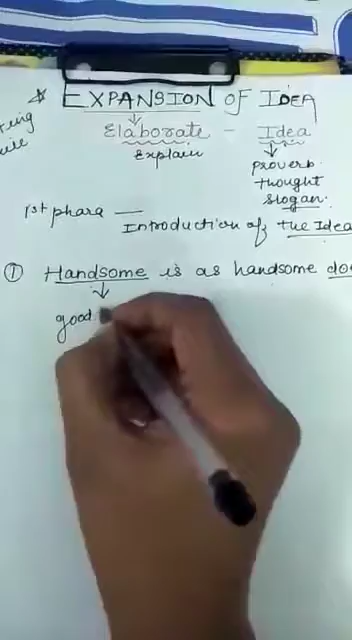 EXPANSION OF IDEA
Elaborate - Idea
Explain
Proverb
thought
slogan
1st phara —
Introduction of the Idea
① Handsome is as handsome
good